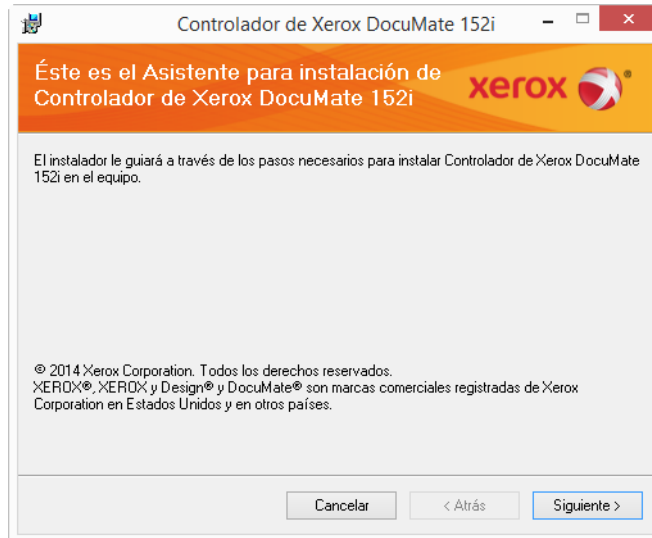 Controlador de Xerox DocuMate 152i
Éste es el Asistente para instalación de
Controlador de Xerox DocuMate 152i
xerox ®
El instalador le guiará a través de los pasos necesarios para instalar Controlador de Xerox DocuMate
152i en el equipo.
© 2014 Xerox Corporation. Todos los derechos reservados.
XEROX®, XEROX y Design® y DocuMate® son marcas comerciales registradas de Xerox
Corporation en Estados Unidos y en otros países.
Cancelar
< Atrás
Siguiente >